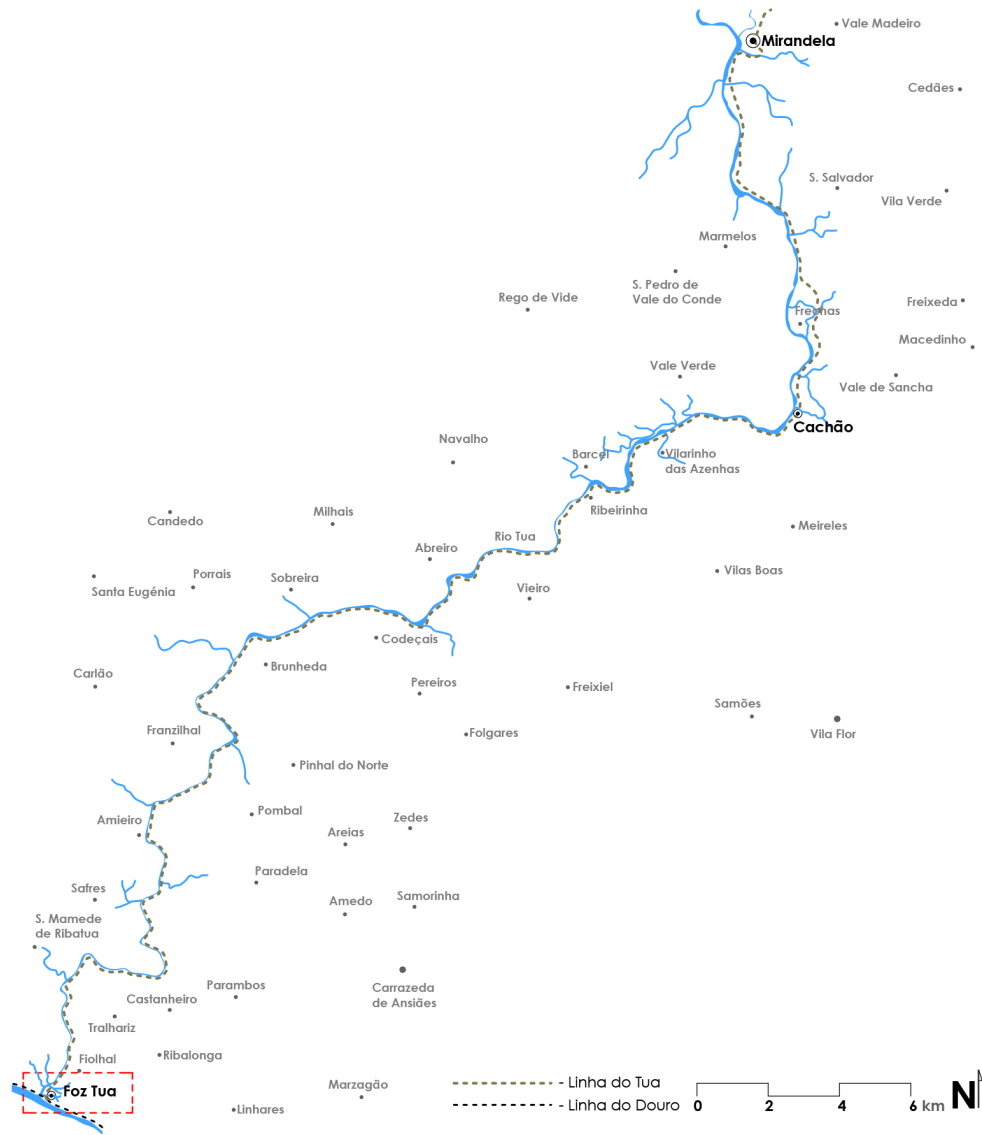 Vale Madeiro
Mirandela
Cedães
S. Salvador
Vila Verde
Marmelos
S. Pedro de
Vale do Conde
Rego de Vide
Freixeda
Frechas
Macedinho
Vale Verde
Vale de Sancha
Cachão
Navalho
Barcel
Vilarinho
das Azenhas
Ribeirinha
Candedo
Milhais
Meireles
Rio Tua
Abreiro
Vilas Boas
Porrais
Sobreira
Santa Eugénia
Vieiro
Codeçais
Brunheda
Carlão
Pereiros
Freixiel
Samões
Franzilhal
Folgares
Vila Flor
Pinhal do Norte
Pombal
Amieiro
Zedes
Areias
Paradela
Safres
Samorinha
Amedo
S. Mamede
de Ribatua
Parambos
Carrazeda
de Ansiães
Castanheiro
Tralhariz
Fiolhal
Ribalonga
Foz Tua
Marzagão
Linhares
- Linha do Tua
- Linha do Douro
0 2 4 6 km
N